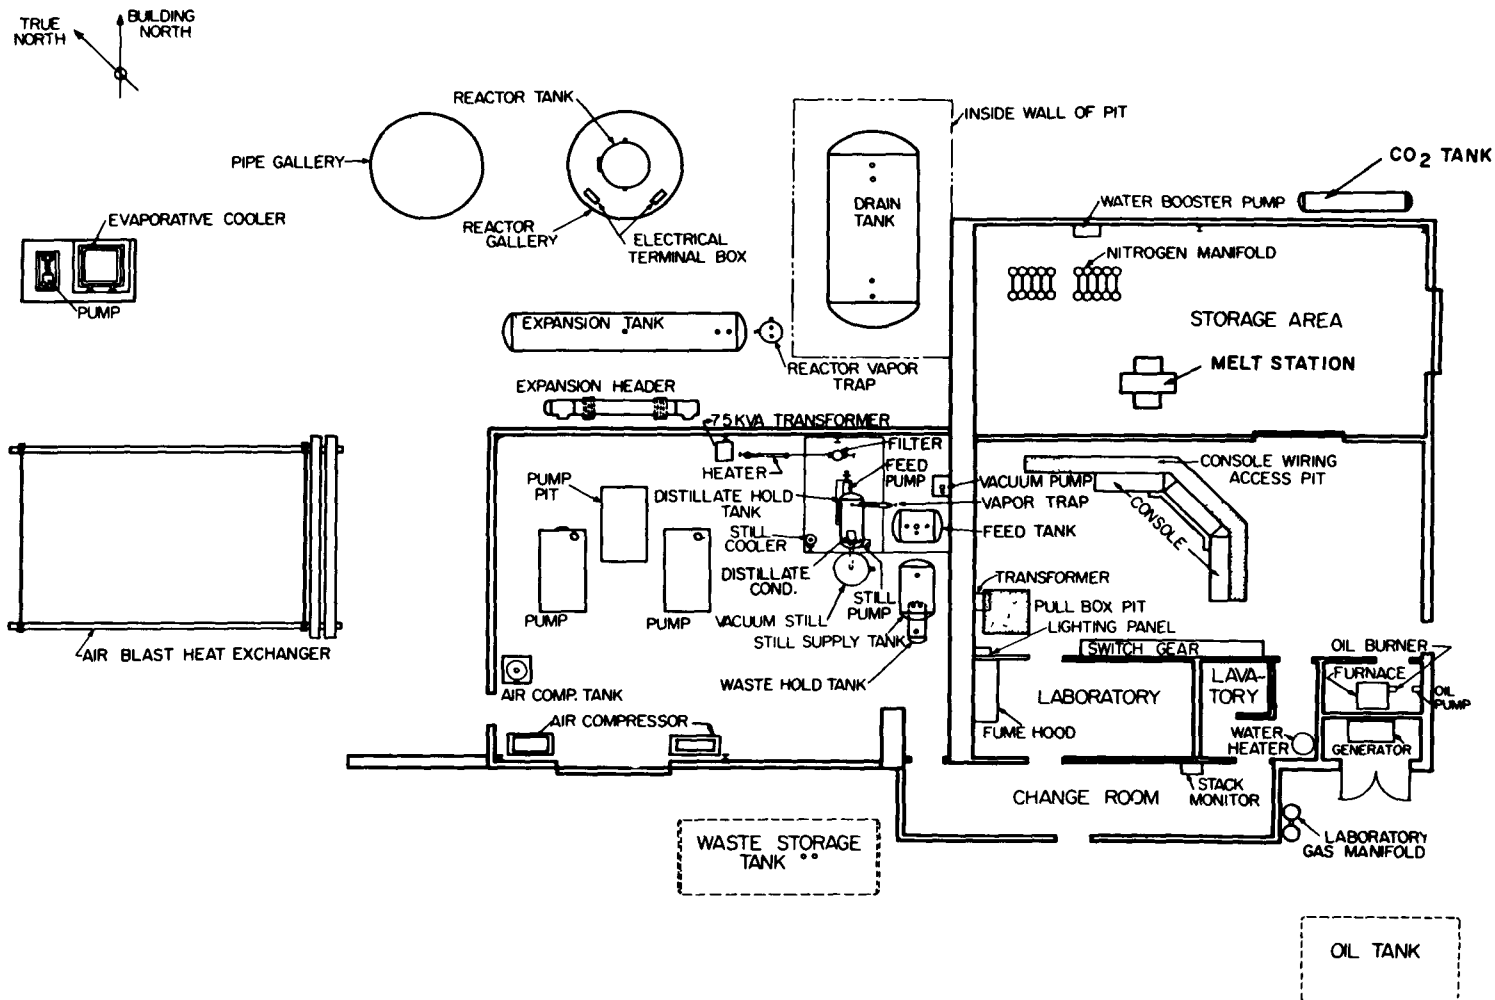 TRUE
NORTH
BUILDING
NORTH
REACTOR TANK
INSIDE WALL OF PIT
PIPE GALLERY
CO2 TANK
DRAIN
TANK
WATER BOOSTER PUMP
EVAPORATIVE COOLER
REACTOR
GALLERY
ELECTRICAL
TERMINAL BOX
NITROGEN MANIFOLD
PUMP
EXPANSION TANK
STORAGE AREA
REACTOR VAPOR
TRAP
MELT STATION
EXPANSION HEADER
75 KVA TRANSFORMER
FILTER
HEATER
FEED
PUMP
CONSOLE WIRING
ACCESS PIT
PUMP
PIT
DISTILLATE HOLD
TANK
VACUUM PUMP
VAPOR TRAP
CONSOLE
STILL
COOLER
FEED TANK
DISTILLATE
COND.
TRANSFORMER
STILL
PUMP
PULL BOX PIT
PUMP
PUMP
VACUUM STILL
LIGHTING PANEL
STILL SUPPLY TANK
SWITCH GEAR
OIL BURNER
AIR BLAST HEAT EXCHANGER
FURNACE
LAVA-
TORY
WASTE HOLD TANK
AIR COMP. TANK
LABORATORY
OIL
PUMP
AIR COMPRESSOR
FUME HOOD
WATER
HEATER
GENERATOR
CHANGE ROOM
STACK
MONITOR
WASTE STORAGE
TANK
LABORATORY
GAS MANIFOLD
OIL TANK